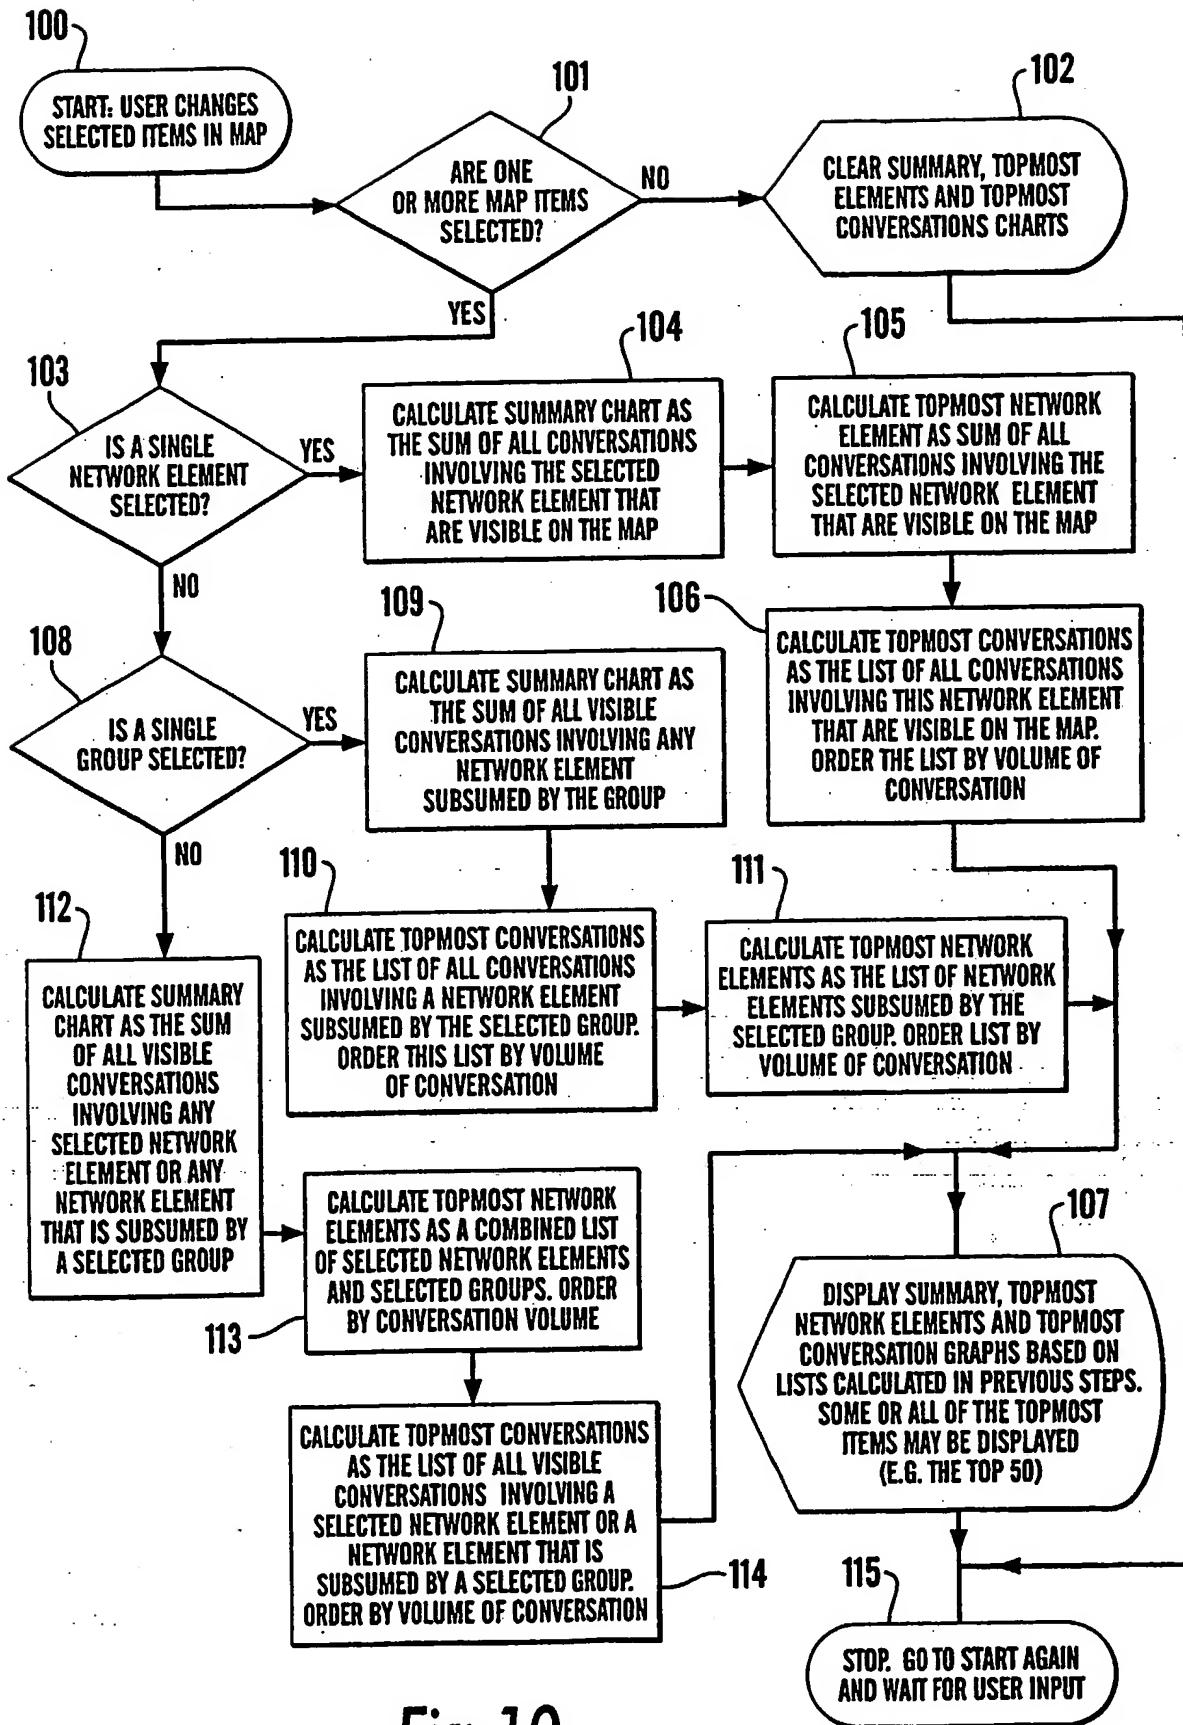 100
START: USER CHANGES
SELECTED ITEMS IN MAP
101
ARE ONE
OR MORE MAP ITEMS
SELECTED?
NO
YES
102
CLEAR SUMMARY, TOPMOST
ELEMENTS AND TOPMOST
CONVERSATIONS CHARTS
103
IS A SINGLE
NETWORK ELEMENT
SELECTED?
YES
NO
104
CALCULATE SUMMARY CHART AS
THE SUM OF ALL CONVERSATIONS
INVOLVING THE SELECTED
NETWORK ELEMENT THAT
ARE VISIBLE ON THE MAP
105
CALCULATE TOPMOST NETWORK
ELEMENT AS SUM OF ALL
CONVERSATIONS INVOLVING THE
SELECTED NETWORK ELEMENT
THAT ARE VISIBLE ON THE MAP
106
CALCULATE TOPMOST CONVERSATIONS
AS THE LIST OF ALL CONVERSATIONS
INVOLVING THIS NETWORK ELEMENT
THAT ARE VISIBLE ON THE MAP.
ORDER THE LIST BY VOLUME OF
CONVERSATION
108
IS A SINGLE
GROUP SELECTED?
YES
NO
109
CALCULATE SUMMARY CHART AS
THE SUM OF ALL VISIBLE
CONVERSATIONS INVOLVING ANY
NETWORK ELEMENT
SUBSUMED BY THE GROUP
110
CALCULATE TOPMOST CONVERSATIONS
AS THE LIST OF ALL CONVERSATIONS
INVOLVING A NETWORK ELEMENT
SUBSUMED BY THE SELECTED GROUP.
ORDER THIS LIST BY VOLUME
OF CONVERSATION
111
CALCULATE TOPMOST NETWORK
ELEMENTS AS THE LIST OF NETWORK
ELEMENTS SUBSUMED BY THE
SELECTED GROUP. ORDER LIST BY
VOLUME OF CONVERSATION
112
CALCULATE SUMMARY
CHART AS THE SUM
OF ALL VISIBLE
CONVERSATIONS
INVOLVING ANY
SELECTED NETWORK
ELEMENT OR ANY
NETWORK ELEMENT
THAT IS SUBSUMED BY
A SELECTED GROUP
113
CALCULATE TOPMOST NETWORK
ELEMENTS AS A COMBINED LIST
OF SELECTED NETWORK ELEMENTS
AND SELECTED GROUPS. ORDER
BY CONVERSATION VOLUME
114
CALCULATE TOPMOST CONVERSATIONS
AS THE LIST OF ALL VISIBLE
CONVERSATIONS INVOLVING A
SELECTED NETWORK ELEMENT OR A
NETWORK ELEMENT THAT IS
SUBSUMED BY A SELECTED GROUP.
ORDER BY VOLUME OF CONVERSATION
107
DISPLAY SUMMARY, TOPMOST
NETWORK ELEMENTS AND TOPMOST
CONVERSATION GRAPHS BASED ON
LISTS CALCULATED IN PREVIOUS STEPS.
SOME OR ALL OF THE TOPMOST
ITEMS MAY BE DISPLAYED
(E.G. THE TOP 50)
115
STOP. GO TO START AGAIN
AND WAIT FOR USER INPUT
Fig. 10